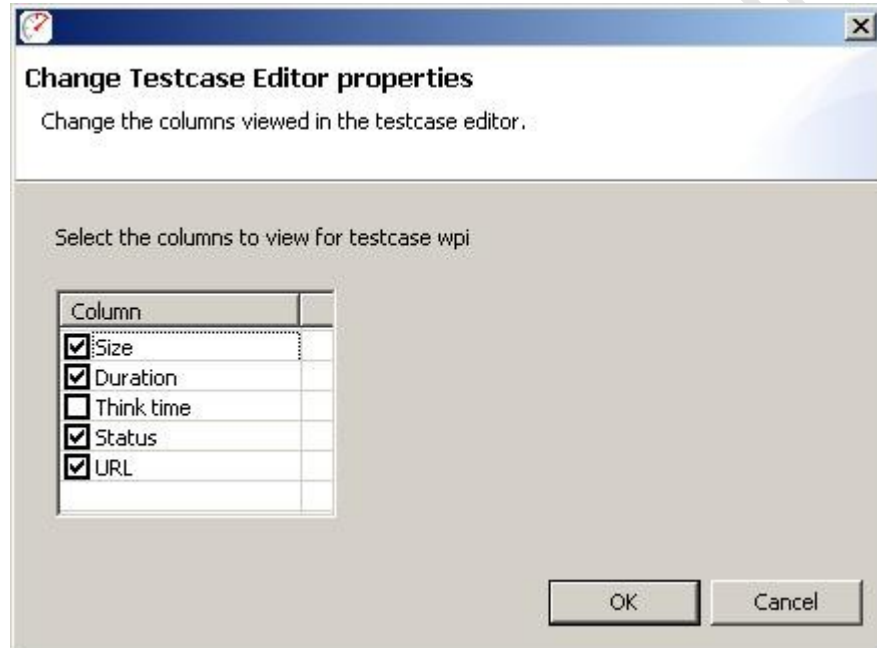 Change Testcase Editor properties
Change the columns viewed in the testcase editor.
Select the columns to view for testcase wpi
Column
Size
Duration
Think time
Status
URL
OK Cancel